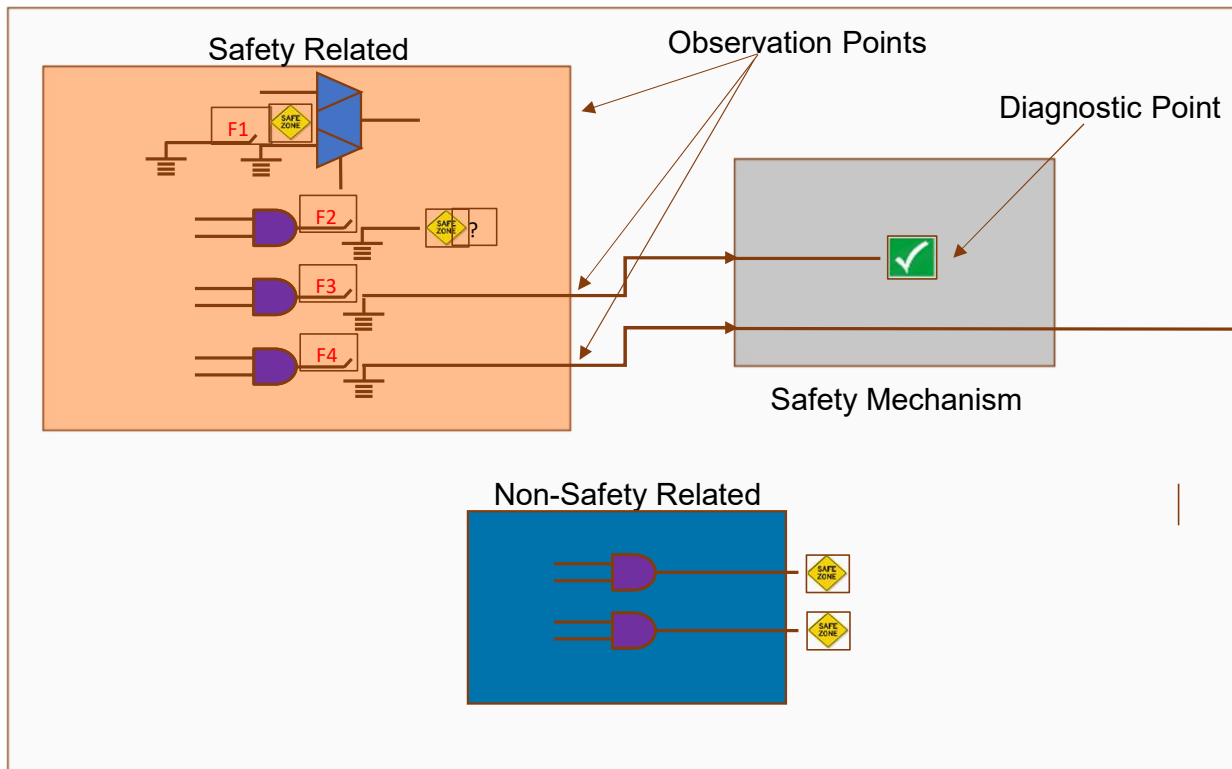 Safety Related
Observation Points
Diagnostic Point
F1
SAFE
ZONE
F2
SAFE
ZONE
?
F3
F4
Safety Mechanism
Non-Safety Related
SAFE
ZONE
SAFE
ZONE